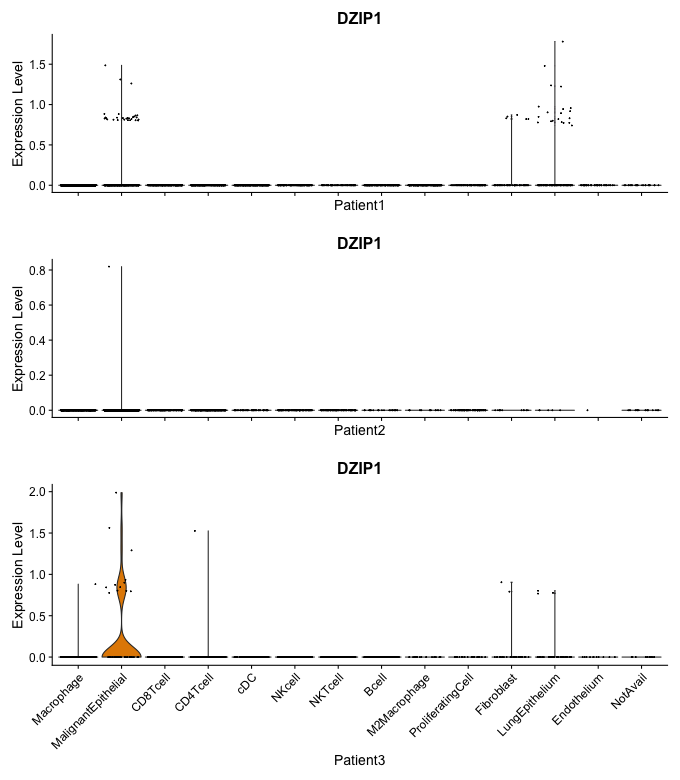 DZIP1
Expression Level
1.5
1.0
0.5
0.0
Patient1
DZIP1
Expression Level
0.8
0.6
0.4
0.2
0.0
Patient2
DZIP1
Expression Level
2.0
1.5
1.0
0.5
0.0
Macrophage
MalignantEpithelial
CD8Tcell
CD4Tcell
cDC
NKcell
NKTcell
Bcell
M2Macrophage
ProliferatingCell
Fibroblast
LungEpithelium
Endothelium
NotAvail
Patient3